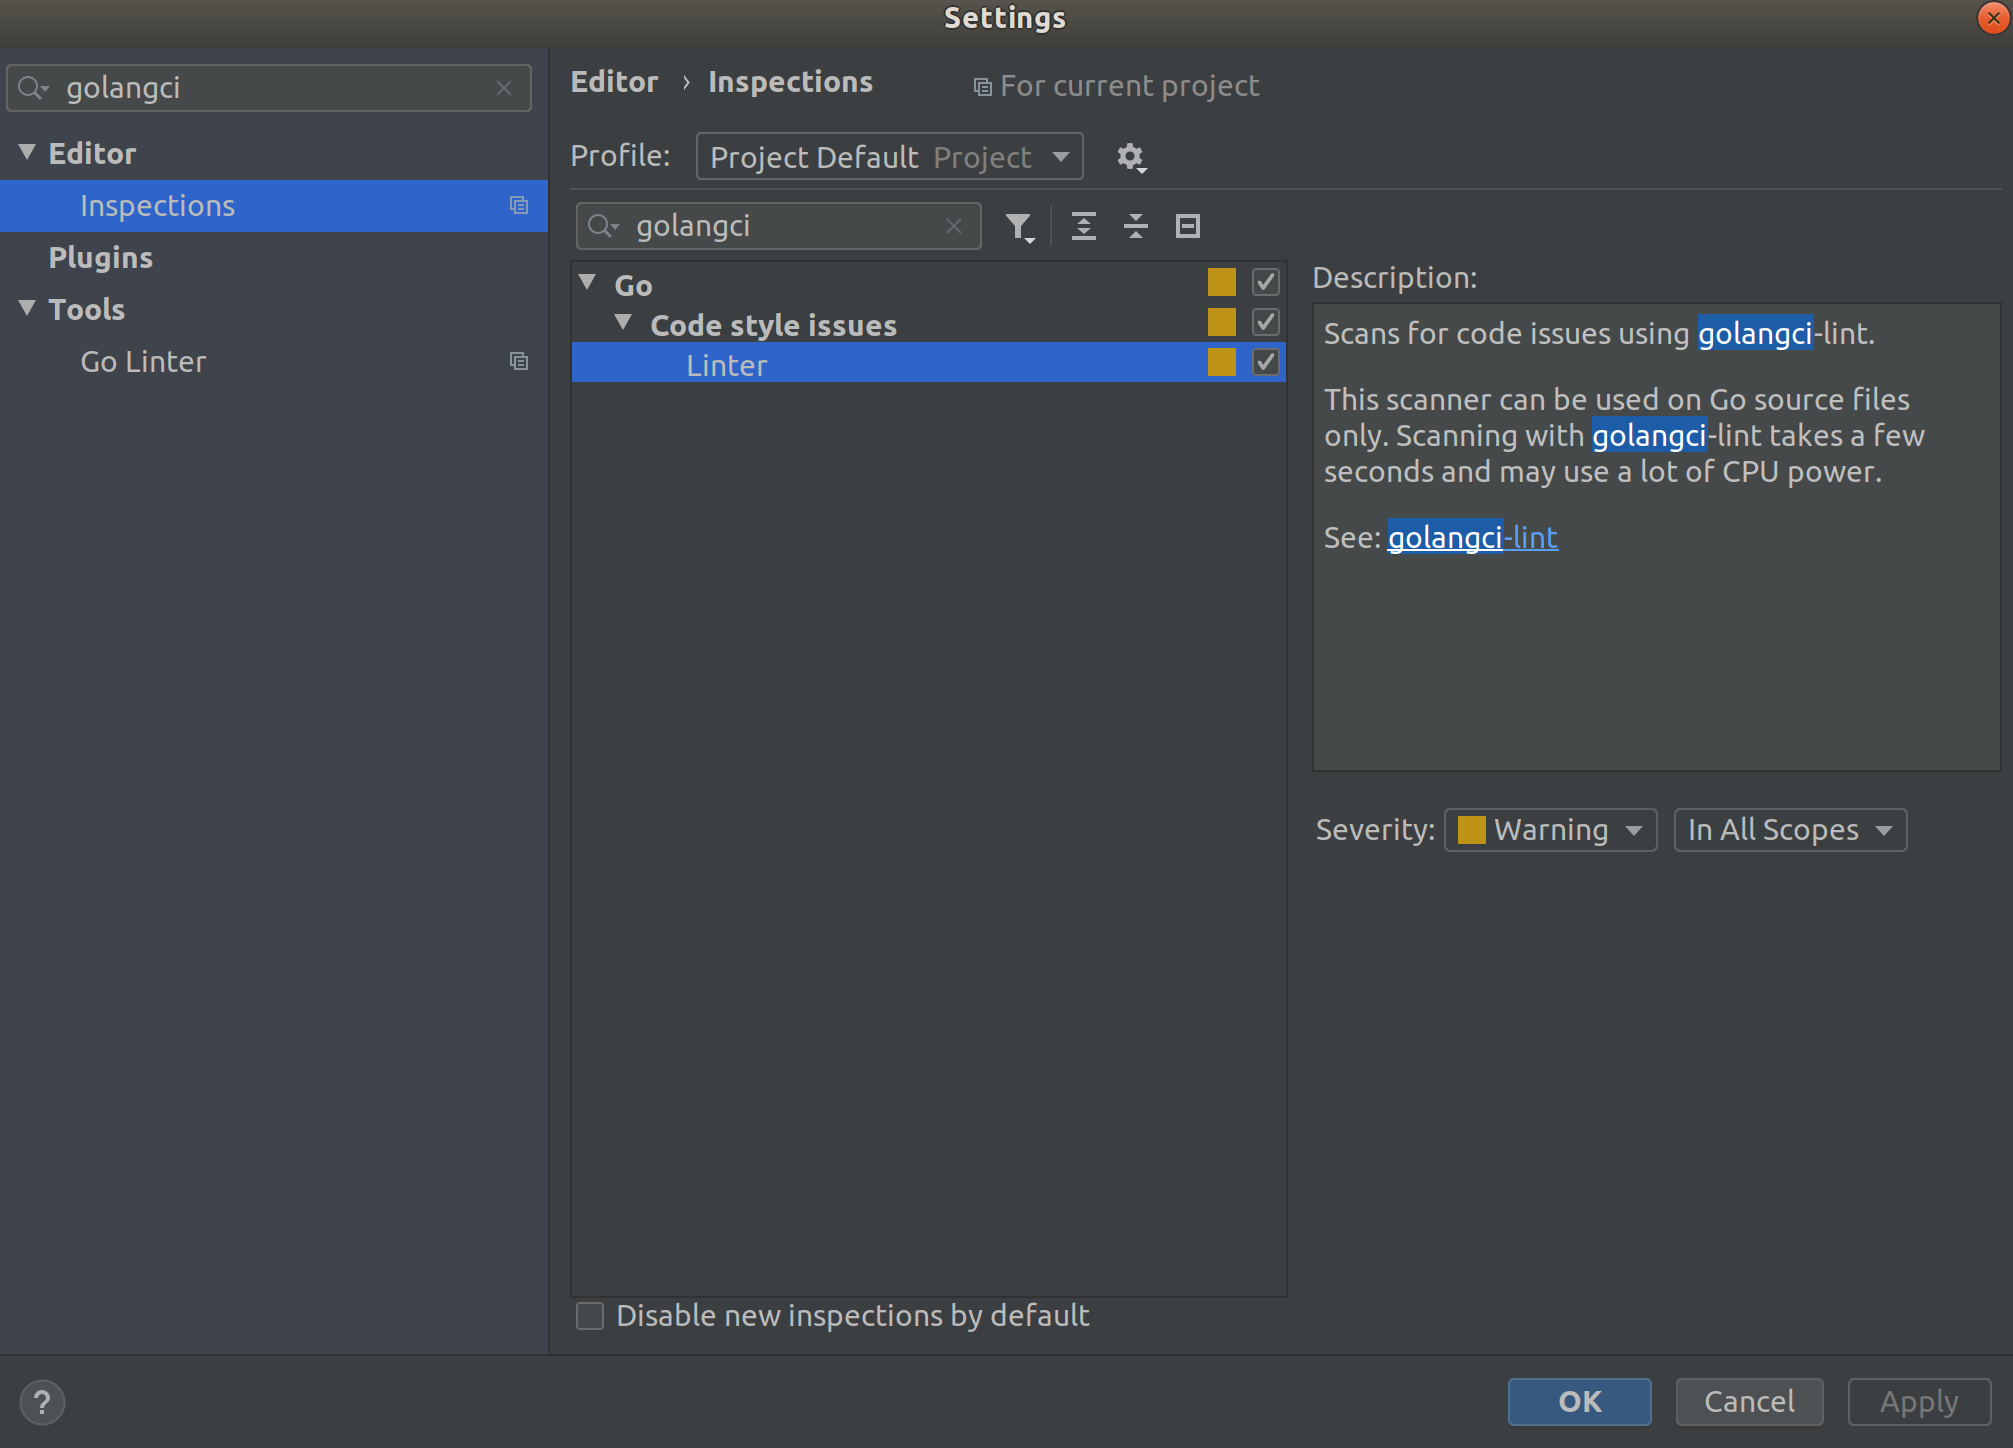 Settings
golangci
Editor
Inspections
Plugins
Tools
Go Linter
Editor › Inspections
For current project
Profile: Project Default Project
golangci
Go
Code style issues
Linter
Description:
Scans for code issues using golangci-lint.
This scanner can be used on Go source files
only. Scanning with golangci-lint takes a few
seconds and may use a lot of CPU power.
See: golangci-lint
Severity: Warning In All Scopes
Disable new inspections by default
?
OK Cancel Apply